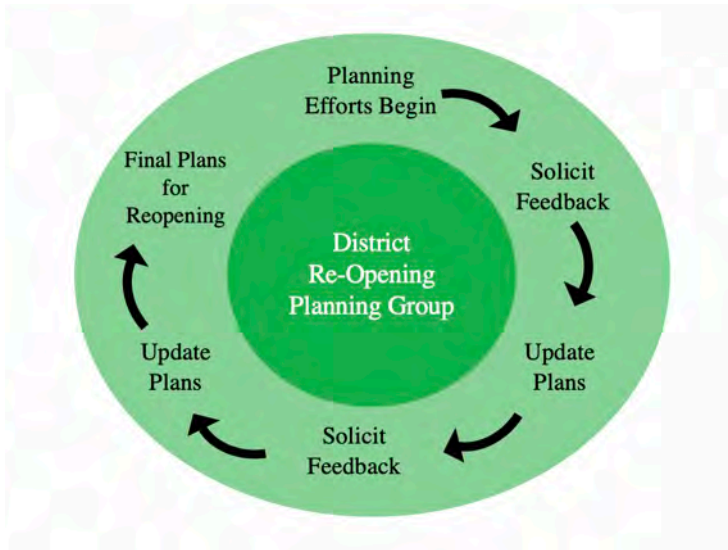 Planning
Efforts Begin
Solicit
Feedback
Update
Plans
Solicit
Feedback
Update
Plans
Final Plans
for
Reopening
District
Re-Opening
Planning Group